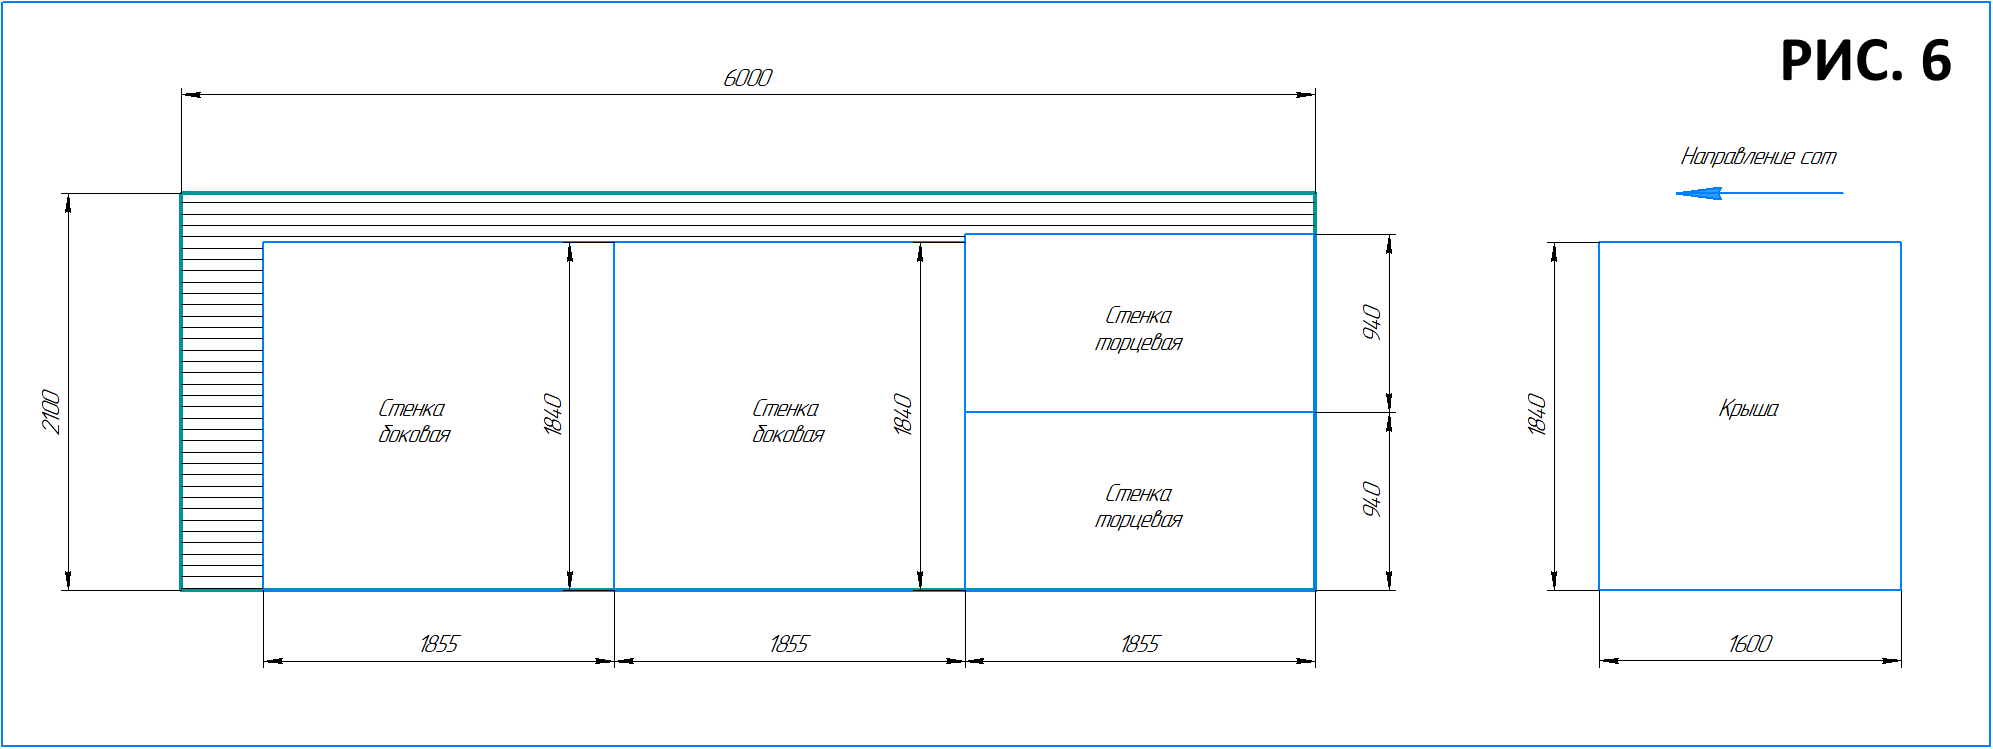 РИС. 6
6000
Направление сот
2100
Стенка
боковая
1840
Стенка
боковая
1840
Стенка
торцевая
940
Стенка
торцевая
940
1840
Крыша
1855
1855
1855
1600